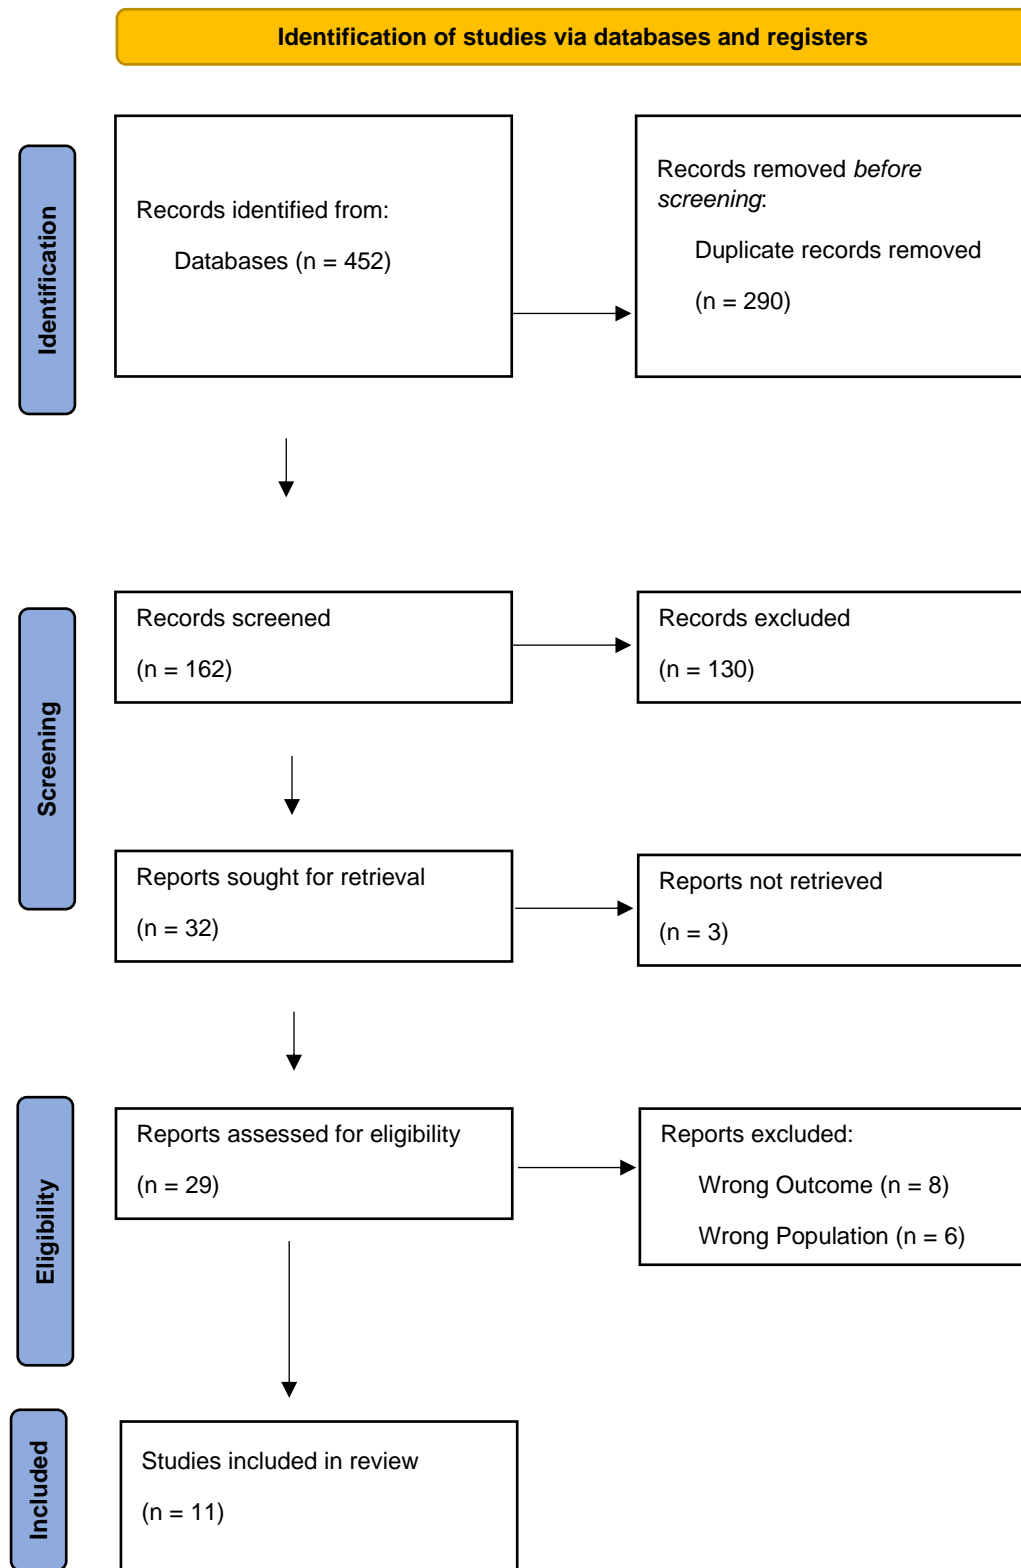 Identification of studies via databases and registers
Identification
Records identified from:
Databases (n = 452)
Records removed before
screening:
Duplicate records removed
(n = 290)
Screening
Records screened
(n = 162)
Records excluded
(n = 130)
Reports sought for retrieval
(n = 32)
Reports not retrieved
(n = 3)
Eligibility
Reports assessed for eligibility
(n = 29)
Reports excluded:
Wrong Outcome (n = 8)
Wrong Population (n = 6)
Included
Studies included in review
(n = 11)